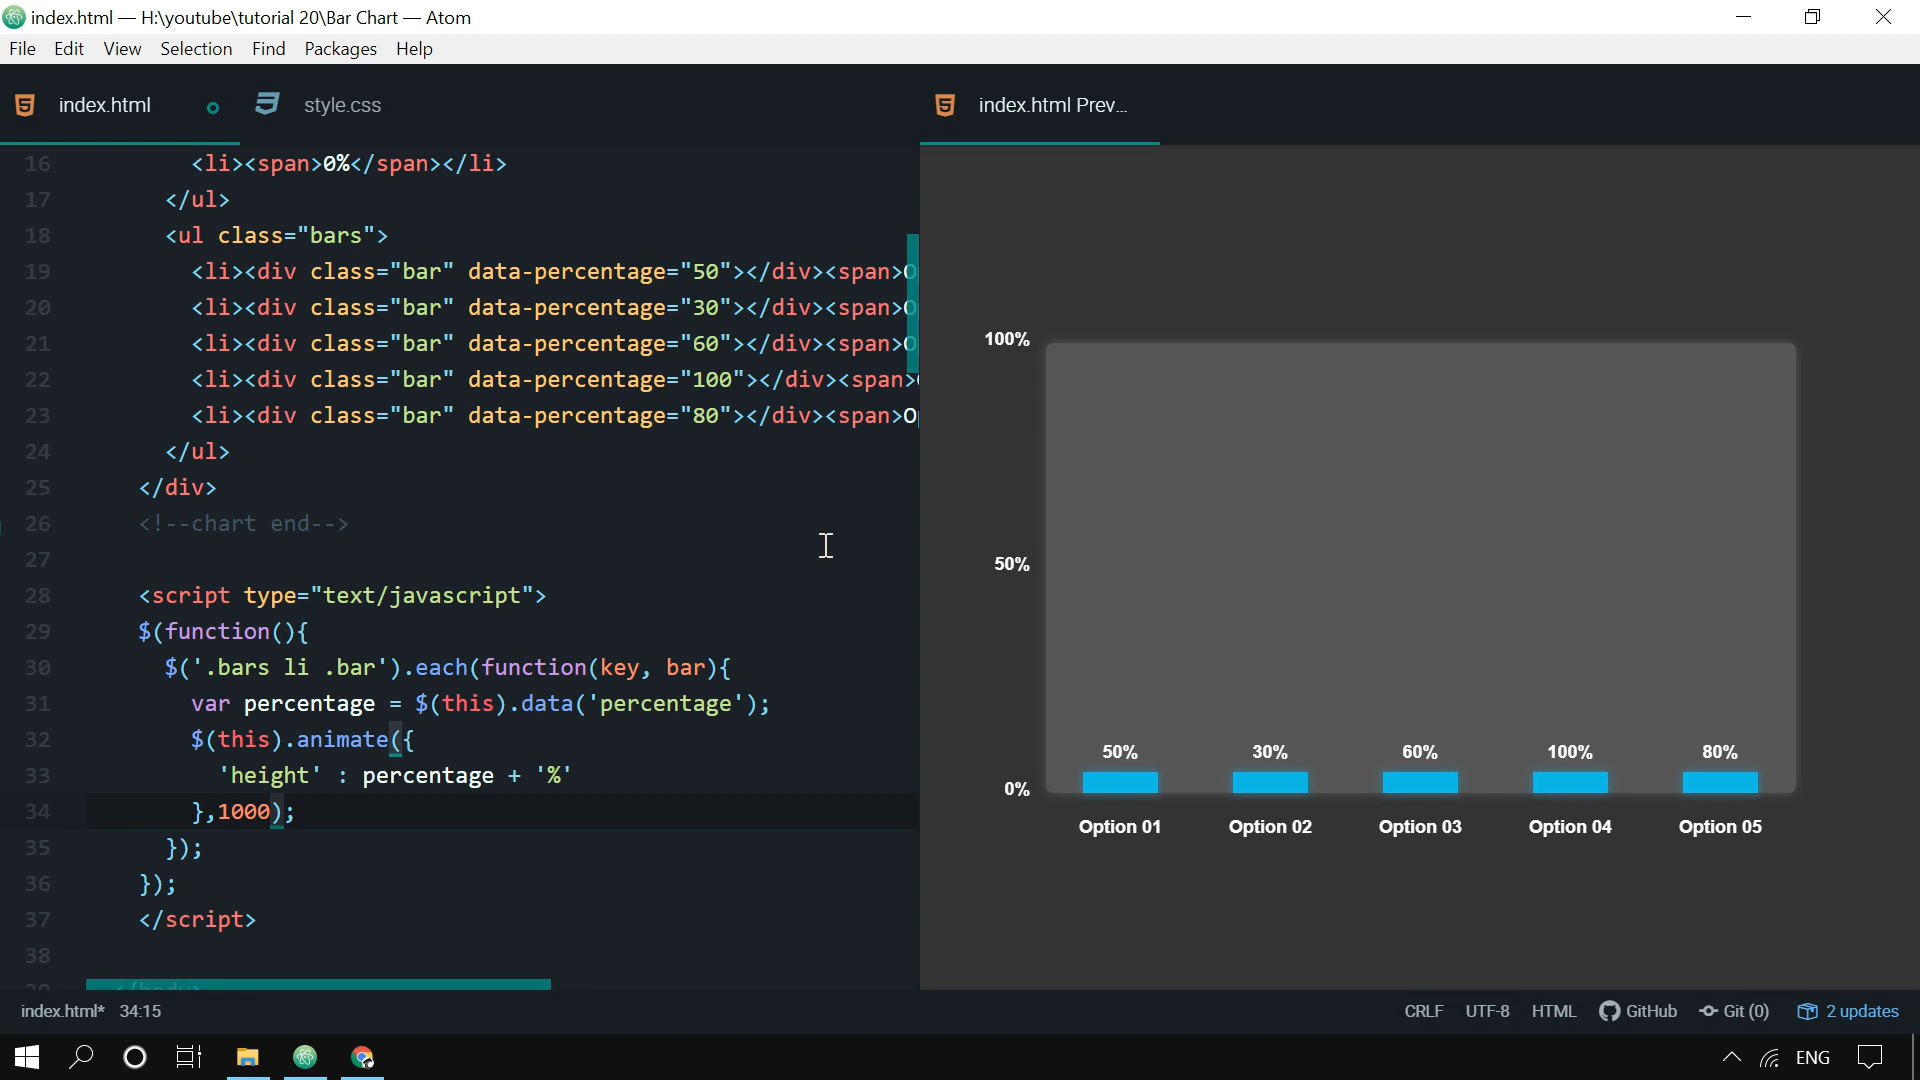 index.html — H:\youtube\tutorial 20\Bar Chart — Atom
File Edit View Selection Find Packages Help
index.html style.css
index.html Prev...
16 <li><span>0%</span></li>
17 </ul>
18 <ul class="bars">
19 <li><div class="bar" data-percentage="50"></div><span>O
20 <li><div class="bar" data-percentage="30"></div><span>O
21 <li><div class="bar" data-percentage="60"></div><span>O
22 <li><div class="bar" data-percentage="100"></div><span>
23 <li><div class="bar" data-percentage="80"></div><span>Op
24 </ul>
25 </div>
26 <!--chart end-->
27
28 <script type="text/javascript">
29 $(function(){
30 $('.bars li .bar').each(function(key, bar){
31 var percentage = $(this).data('percentage');
32 $(this).animate({
33 'height' : percentage + '%'
34 },1000);
35 });
36 });
37 </script>
38
100%
50%
0%
50% 30% 60% 100% 80%
Option 01 Option 02 Option 03 Option 04 Option 05
index.html* 34:15
CRLF UTF-8 HTML GitHub Git (0) 2 updates
ENG